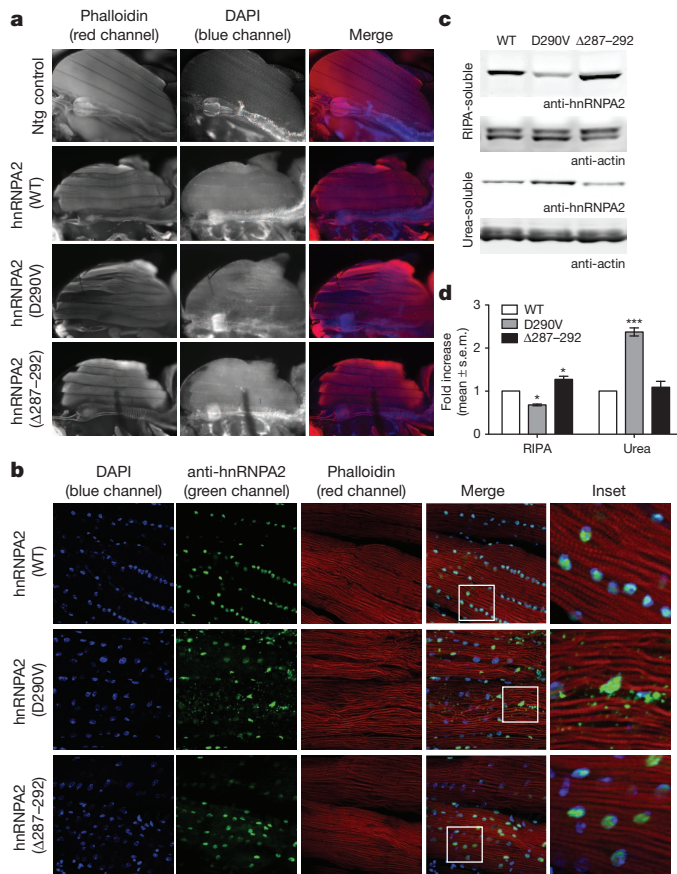 a
Phalloidin
(red channel)
DAPI
(blue channel)
Merge
Ntg control
hnRNPA2
(WT)
hnRNPA2
(D290V)
hnRNPA2
(Δ287–292)
b
DAPI
(blue channel)
anti-hnRNPA2
(green channel)
Phalloidin
(red channel)
Merge
Inset
hnRNPA2
(WT)
hnRNPA2
(D290V)
hnRNPA2
(Δ287–292)
c
WT D290V Δ287–292
RIPA-soluble
anti-hnRNPA2
anti-actin
Urea-soluble
anti-hnRNPA2
anti-actin
d
WT
D290V
Δ287–292
Fold increase
(mean ± s.e.m.)
3
2
1
0
*
*
***
RIPA
Urea